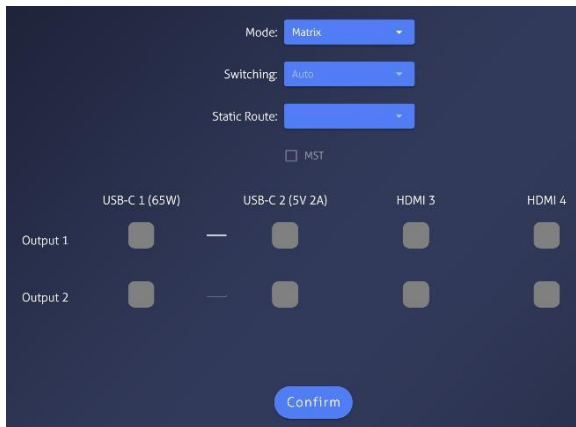 Mode: Matrix
Switching: Auto
Static Route:
MST
USB-C 1 (65W) USB-C 2 (5V 2A) HDMI 3 HDMI 4
Output 1
Output 2
Confirm